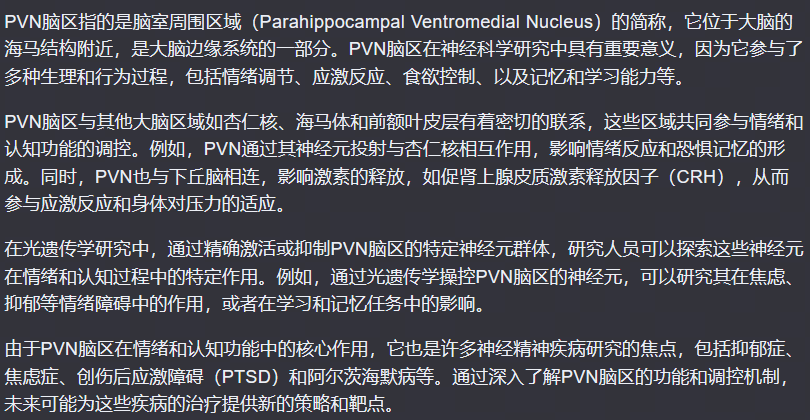 PVN脑区指的是脑室周围区域（Parahippocampal Ventromedial Nucleus）的简称，它位于大脑的
海马结构附近，是大脑边缘系统的一部分。PVN脑区在神经科学研究中具有重要意义，因为它参与了
多种生理和行为过程，包括情绪调节、应激反应、食欲控制、以及记忆和学习能力等。
PVN脑区与其他大脑区域如杏仁核、海马体和前额叶皮层有着密切的联系，这些区域共同参与情绪和
认知功能的调控。例如，PVN通过其神经元投射与杏仁核相互作用，影响情绪反应和恐惧记忆的形
成。同时，PVN也与下丘脑相连，影响激素的释放，如促肾上腺皮质激素释放因子（CRH），从而
参与应激反应和身体对压力的适应。
在光遗传学研究中，通过精确激活或抑制PVN脑区的特定神经元群体，研究人员可以探索这些神经元
在情绪和认知过程中的特定作用。例如，通过光遗传学操控PVN脑区的神经元，可以研究其在焦虑、
抑郁等情绪障碍中的作用，或者在学习和记忆任务中的影响。
由于PVN脑区在情绪和认知功能中的核心作用，它也是许多神经精神疾病研究的焦点，包括抑郁症、
焦虑症、创伤后应激障碍（PTSD）和阿尔茨海默病等。通过深入了解PVN脑区的功能和调控机制，
未来可能为这些疾病的治疗提供新的策略和靶点。